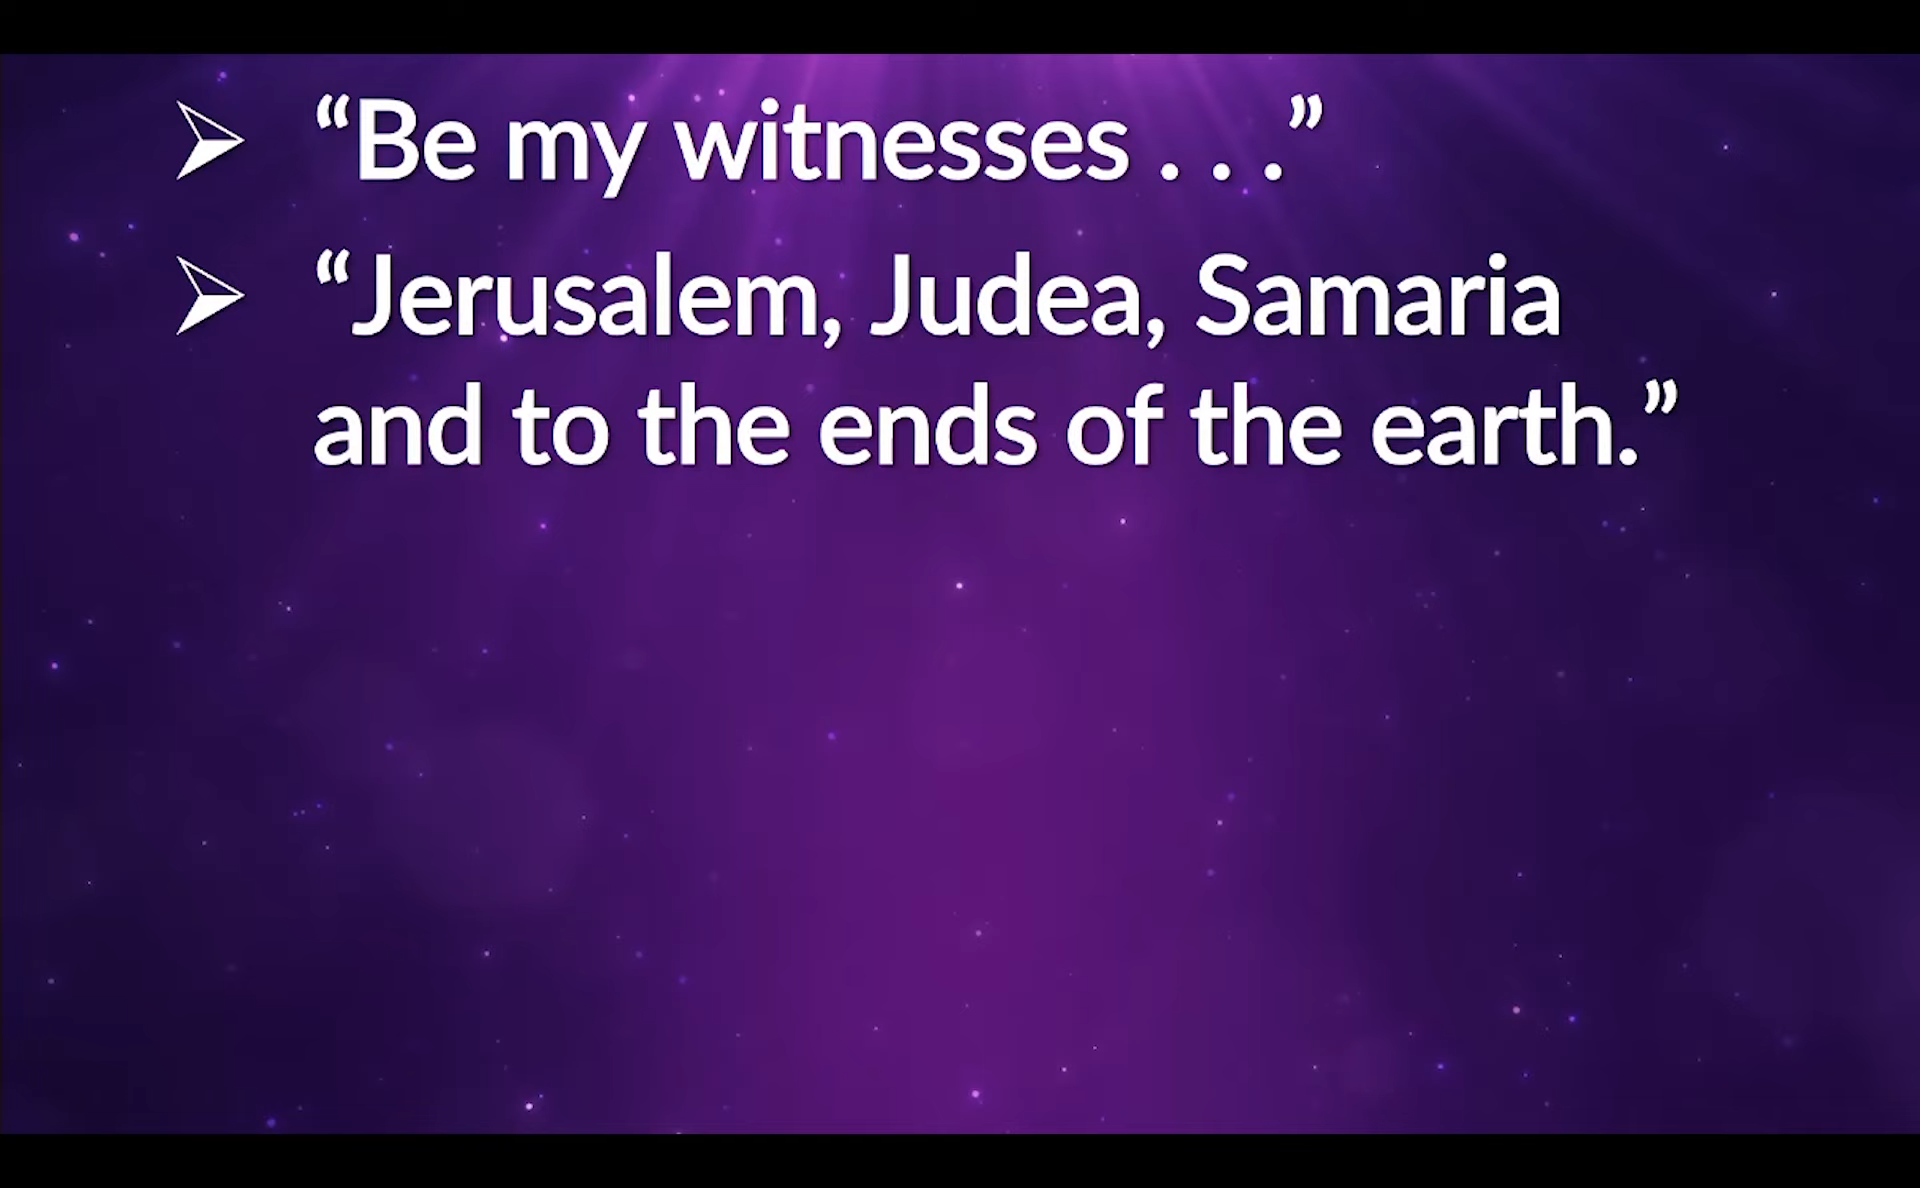 ➢ “Be my witnesses . . .”
➢ “Jerusalem, Judea, Samaria
and to the ends of the earth.”